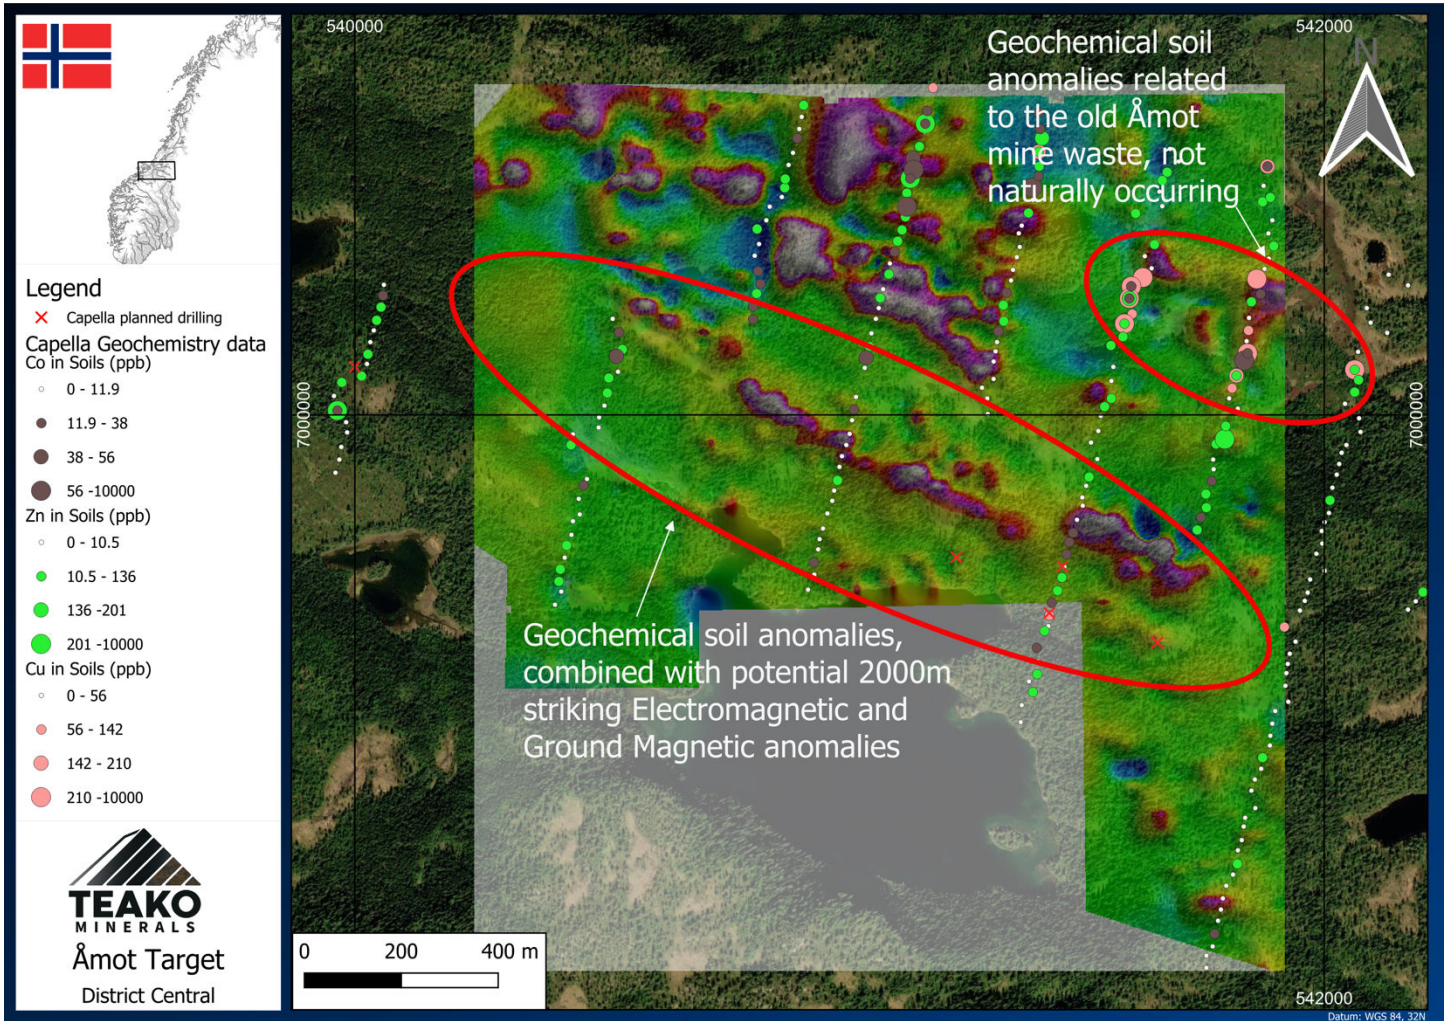 540000
542000
N
Geochemical soil
anomalies related
to the old Åmot
mine waste, not
naturally occurring
Legend
Capella planned drilling
Capella Geochemistry data
Co in Soils (ppb)
0 - 11.9
11.9 - 38
38 - 56
56 -10000
Zn in Soils (ppb)
0 - 10.5
10.5 - 136
136 -201
201 -10000
Cu in Soils (ppb)
0 - 56
56 - 142
142 - 210
210 -10000
TEAKO
MINERALS
Åmot Target
District Central
7000000
7000000
Geochemical soil anomalies,
combined with potential 2000m
striking Electromagnetic and
Ground Magnetic anomalies
0 200 400 m
542000
Datum: WGS 84, 32N